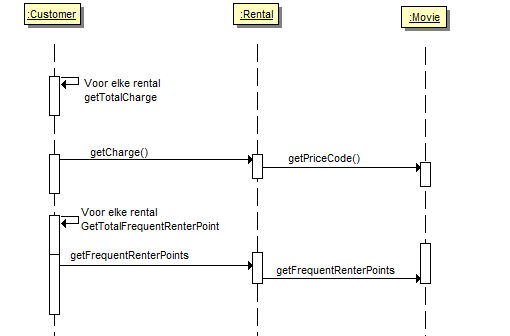 :Customer
:Rental
:Movie
Voor elke rental
getTotalCharge
getCharge()
getPriceCode()
Voor elke rental
GetTotalFrequentRenterPoint
getFrequentRenterPoints
getFrequentRenterPoints